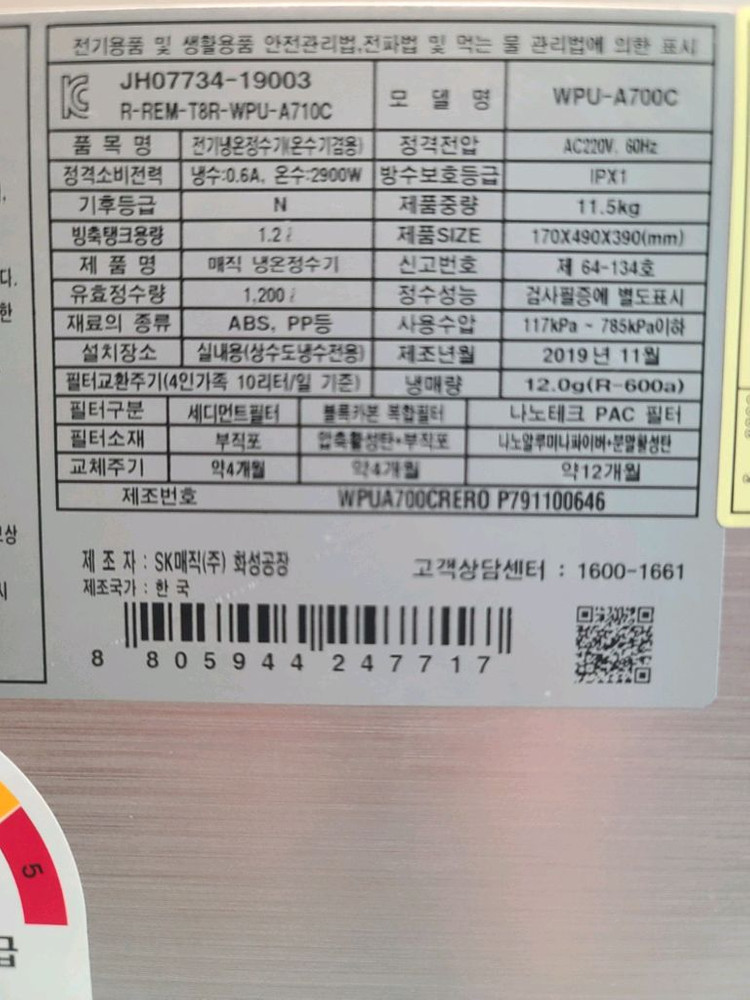 전기용품 및 생활용품 안전관리법,전파법 및 먹는 물 관리법에 의한 표시
JH07734-19003
R-REM-T8R-WPU-A710C
모 델 명 WPU-A700C
품 목 명 전기냉온정수기(온수기겸용) 정격전압 AC220V, 60Hz
정격소비전력 냉수:0.6A, 온수:2900W 방수보호등급 IPX1
기후등급 N 제품중량 11.5kg
빙축탱크용량 1.2ℓ 제품SIZE 170X490X390(mm)
제 품 명 매직 냉온정수기 신고번호 제 64-134호
유효정수량 1,200ℓ 정수성능 검사필증에 별도표시
재료의 종류 ABS, PP등 사용수압 117kPa ~ 785kPa이하
설치장소 실내용(상수도냉수전용) 제조년월 2019년 11월
필터교환주기(4인가족 10리터/일 기준) 냉매량 12.0g(R-600a)
필터구분 세디먼트필터 블록카본 복합필터 나노테크 PAC 필터
필터소재 부직포 압축활성탄+부직포 나노알루미나파이버+분말활성탄
교체주기 약4개월 약4개월 약12개월
제조번호 WPUA700CRERO P791100646
제 조 자 : SK매직(주) 화성공장
제조국가 : 한 국
고객상담센터 : 1600-1661
8 805944 247717
다.
한
보상
시
5
급